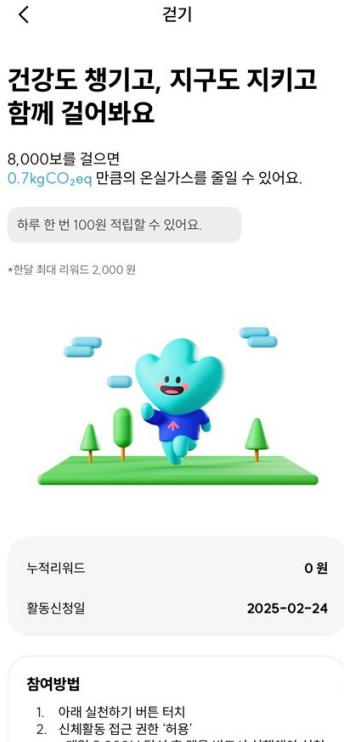 걷기
건강도 챙기고, 지구도 지키고
함께 걸어봐요
8,000보를 걸으면
0.7kgCO₂eq 만큼의 온실가스를 줄일 수 있어요.
하루 한 번 100원 적립할 수 있어요.
*한달 최대 리워드 2,000 원
누적리워드 0 원
활동신청일 2025-02-24
참여방법
1. 아래 실천하기 버튼 터치
2. 신체활동 접근 권한 ‘허용’